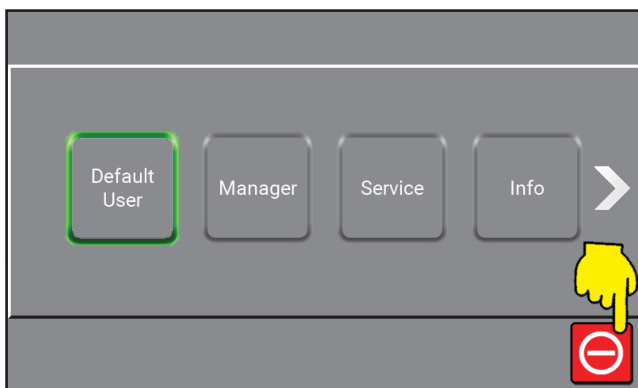 Default
User
Manager
Service
Info